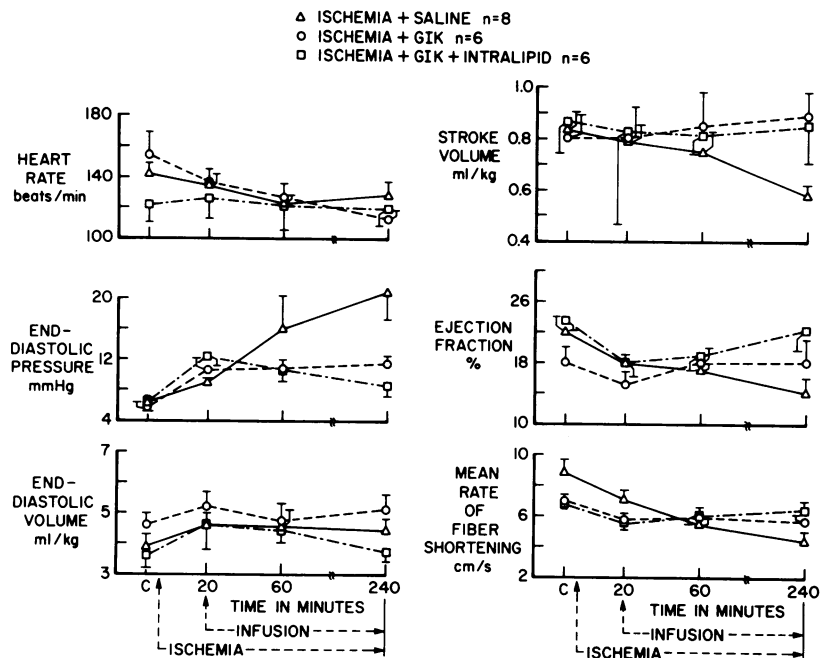 △ ISCHEMIA + SALINE n=8
○ ISCHEMIA + GIK n=6
□ ISCHEMIA + GIK + INTRALIPID n=6
HEART
RATE
beats/min
180
140
100
END-
DIASTOLIC
PRESSURE
mmHg
20
12
4
END-
DIASTOLIC
VOLUME
ml/kg
7
5
3
C 20 60 240
TIME IN MINUTES
INFUSION
ISCHEMIA
STROKE
VOLUME
ml/kg
1.0
0.8
0.6
0.4
EJECTION
FRACTION
%
26
18
10
MEAN
RATE
OF
FIBER
SHORTENING
cm/s
10
8
6
4
2
C 20 60 240
TIME IN MINUTES
INFUSION
ISCHEMIA